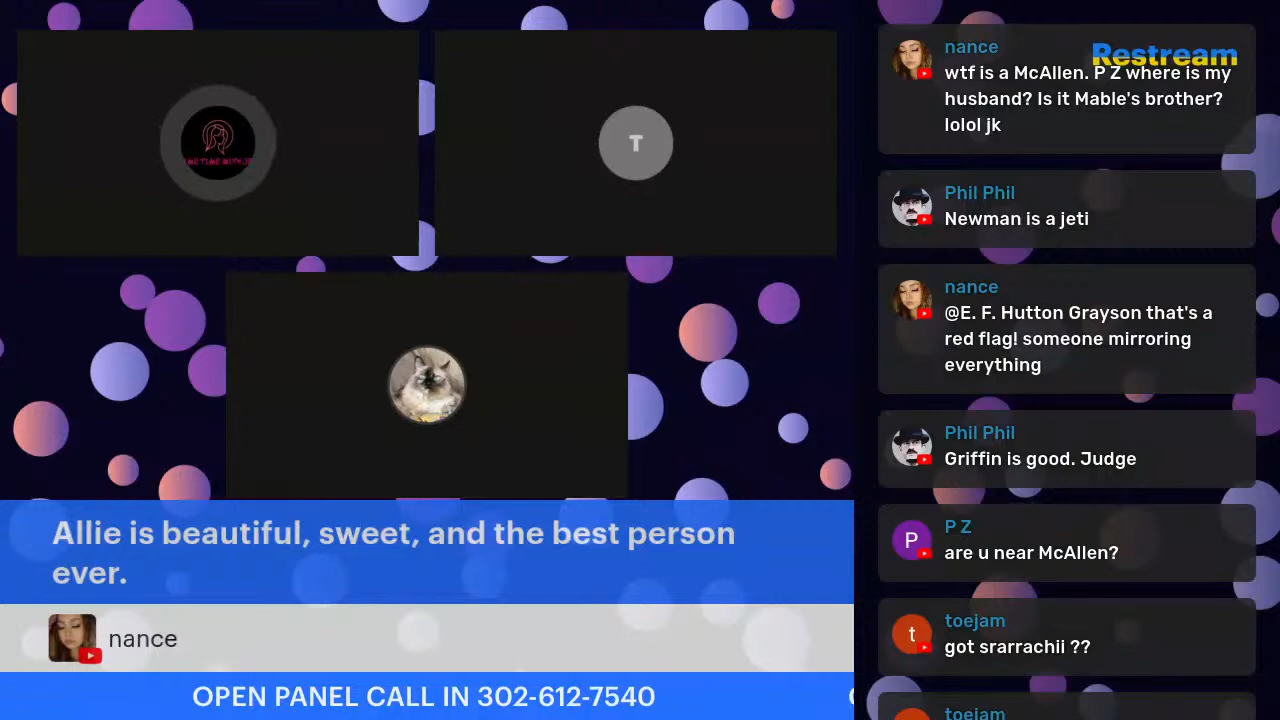 T
Allie is beautiful, sweet, and the best person
ever.
nance
OPEN PANEL CALL IN 302-612-7540
Restream
nance
wtf is a McAllen. P Z where is my
husband? Is it Mable's brother?
lolol jk
Phil Phil
Newman is a jeti
nance
@E. F. Hutton Grayson that's a
red flag! someone mirroring
everything
Phil Phil
Griffin is good. Judge
P
P Z
are u near McAllen?
t
toejam
got srarrachii ??
toejam